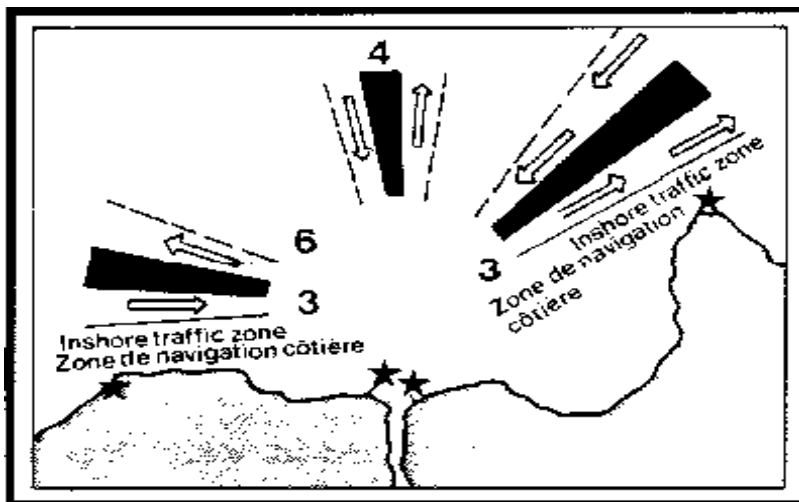 4
6
3
3
Inshore traffic zone
Zone de navigation
côtière
Inshore traffic zone
Zone de navigation côtière